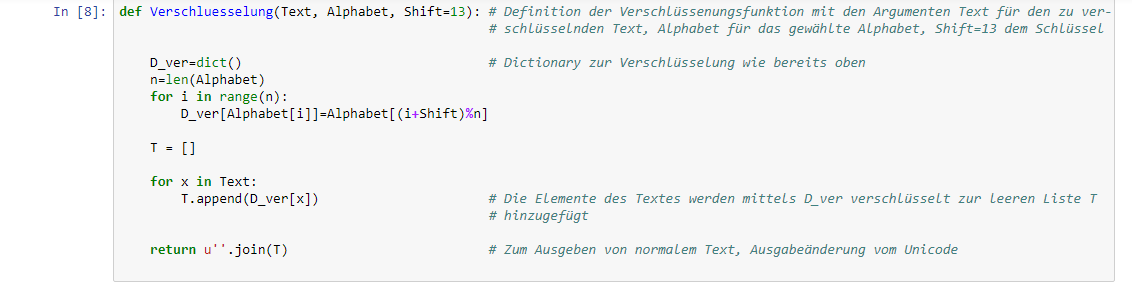 In [8]: def Verschluesselung(Text, Alphabet, Shift=13): # Definition der Verschlüssenungsfunktion mit den Argumenten Text für den zu ver-
# schlüsselnden Text, Alphabet für das gewählte Alphabet, Shift=13 dem Schlüssel
D_ver=dict() # Dictionary zur Verschlüsselung wie bereits oben
n=len(Alphabet)
for i in range(n):
D_ver[Alphabet[i]]=Alphabet[(i+Shift)%n]
T = []
for x in Text:
T.append(D_ver[x]) # Die Elemente des Textes werden mittels D_ver verschlüsselt zur leeren Liste T
# hinzugefügt
return u''.join(T) # Zum Ausgeben von normalem Text, Ausgabeänderung vom Unicode